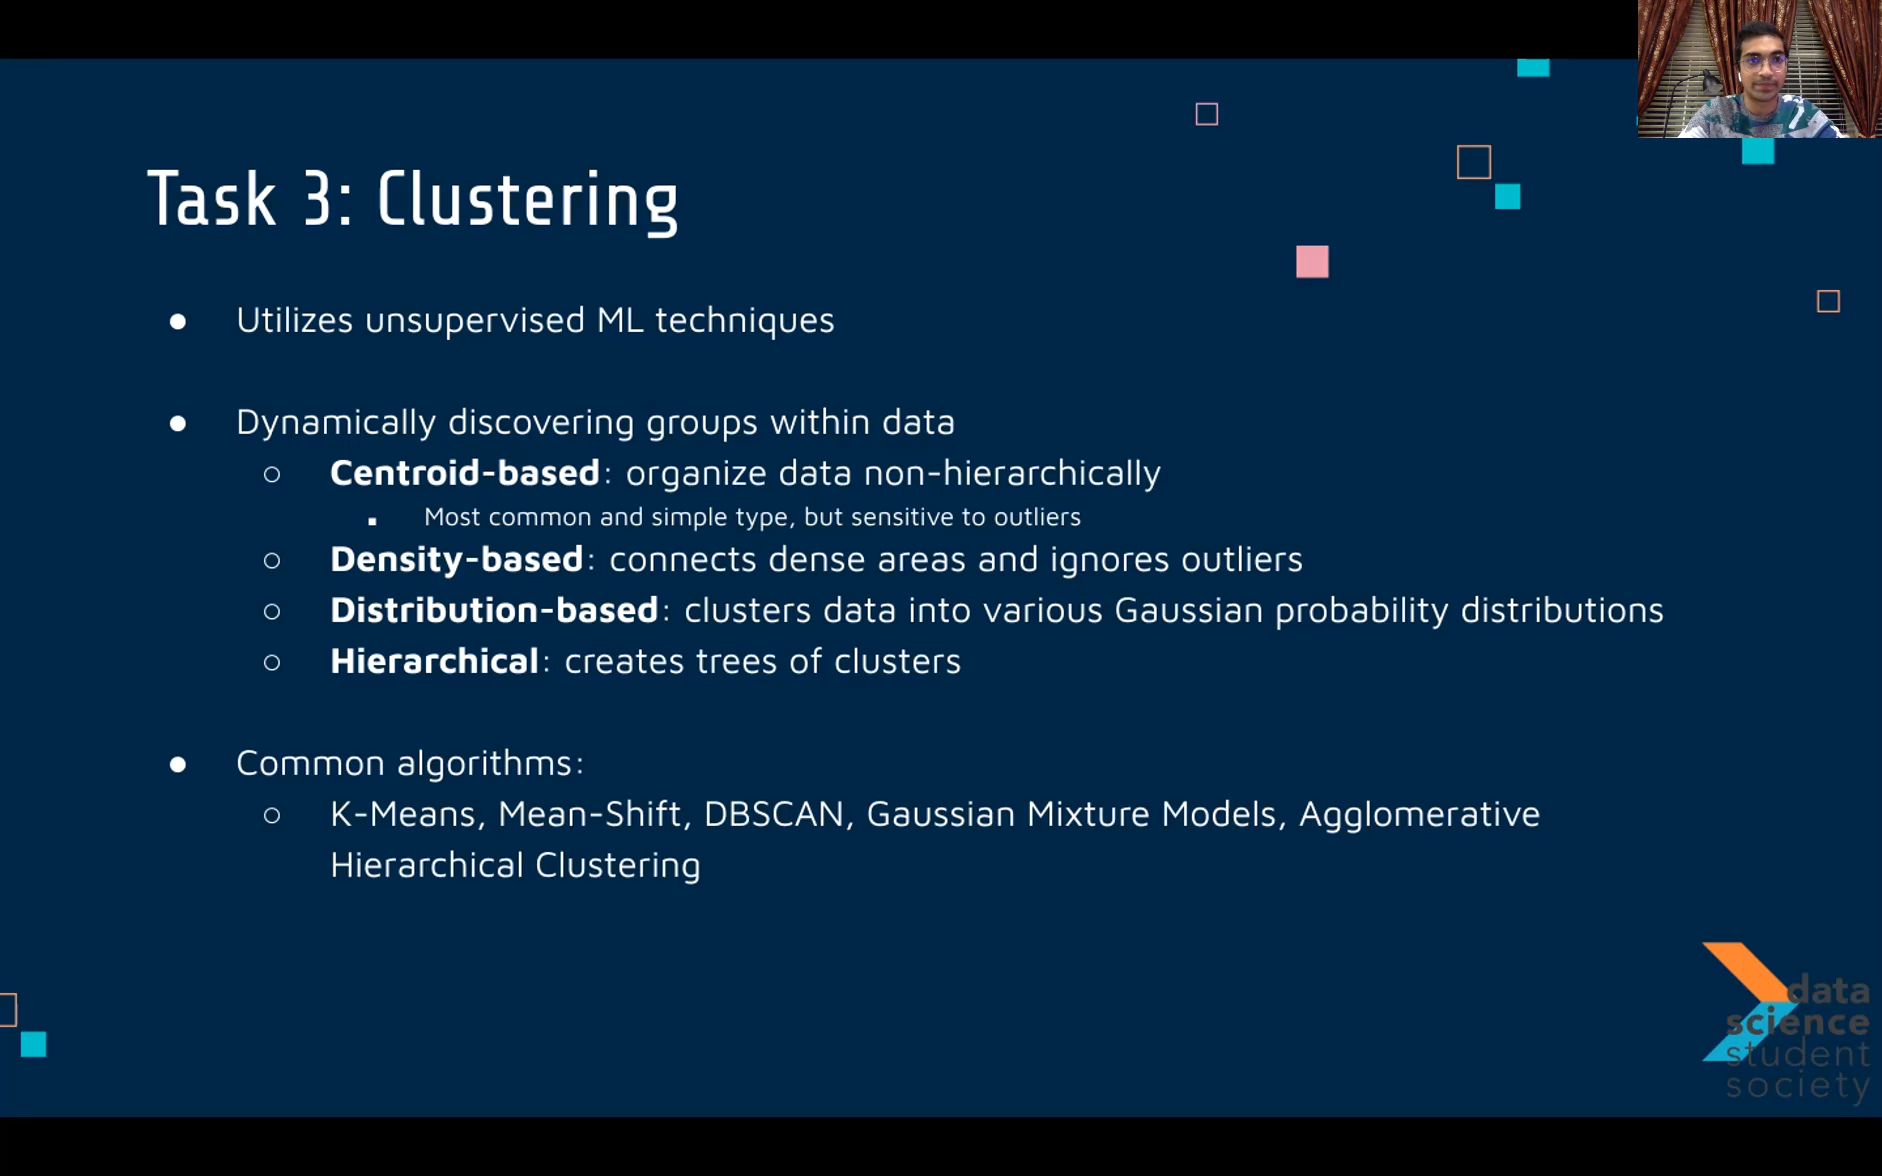 Task 3: Clustering
● Utilizes unsupervised ML techniques
● Dynamically discovering groups within data
○ Centroid-based: organize data non-hierarchically
■ Most common and simple type, but sensitive to outliers
○ Density-based: connects dense areas and ignores outliers
○ Distribution-based: clusters data into various Gaussian probability distributions
○ Hierarchical: creates trees of clusters
● Common algorithms:
○ K-Means, Mean-Shift, DBSCAN, Gaussian Mixture Models, Agglomerative
Hierarchical Clustering
data
science
student
society